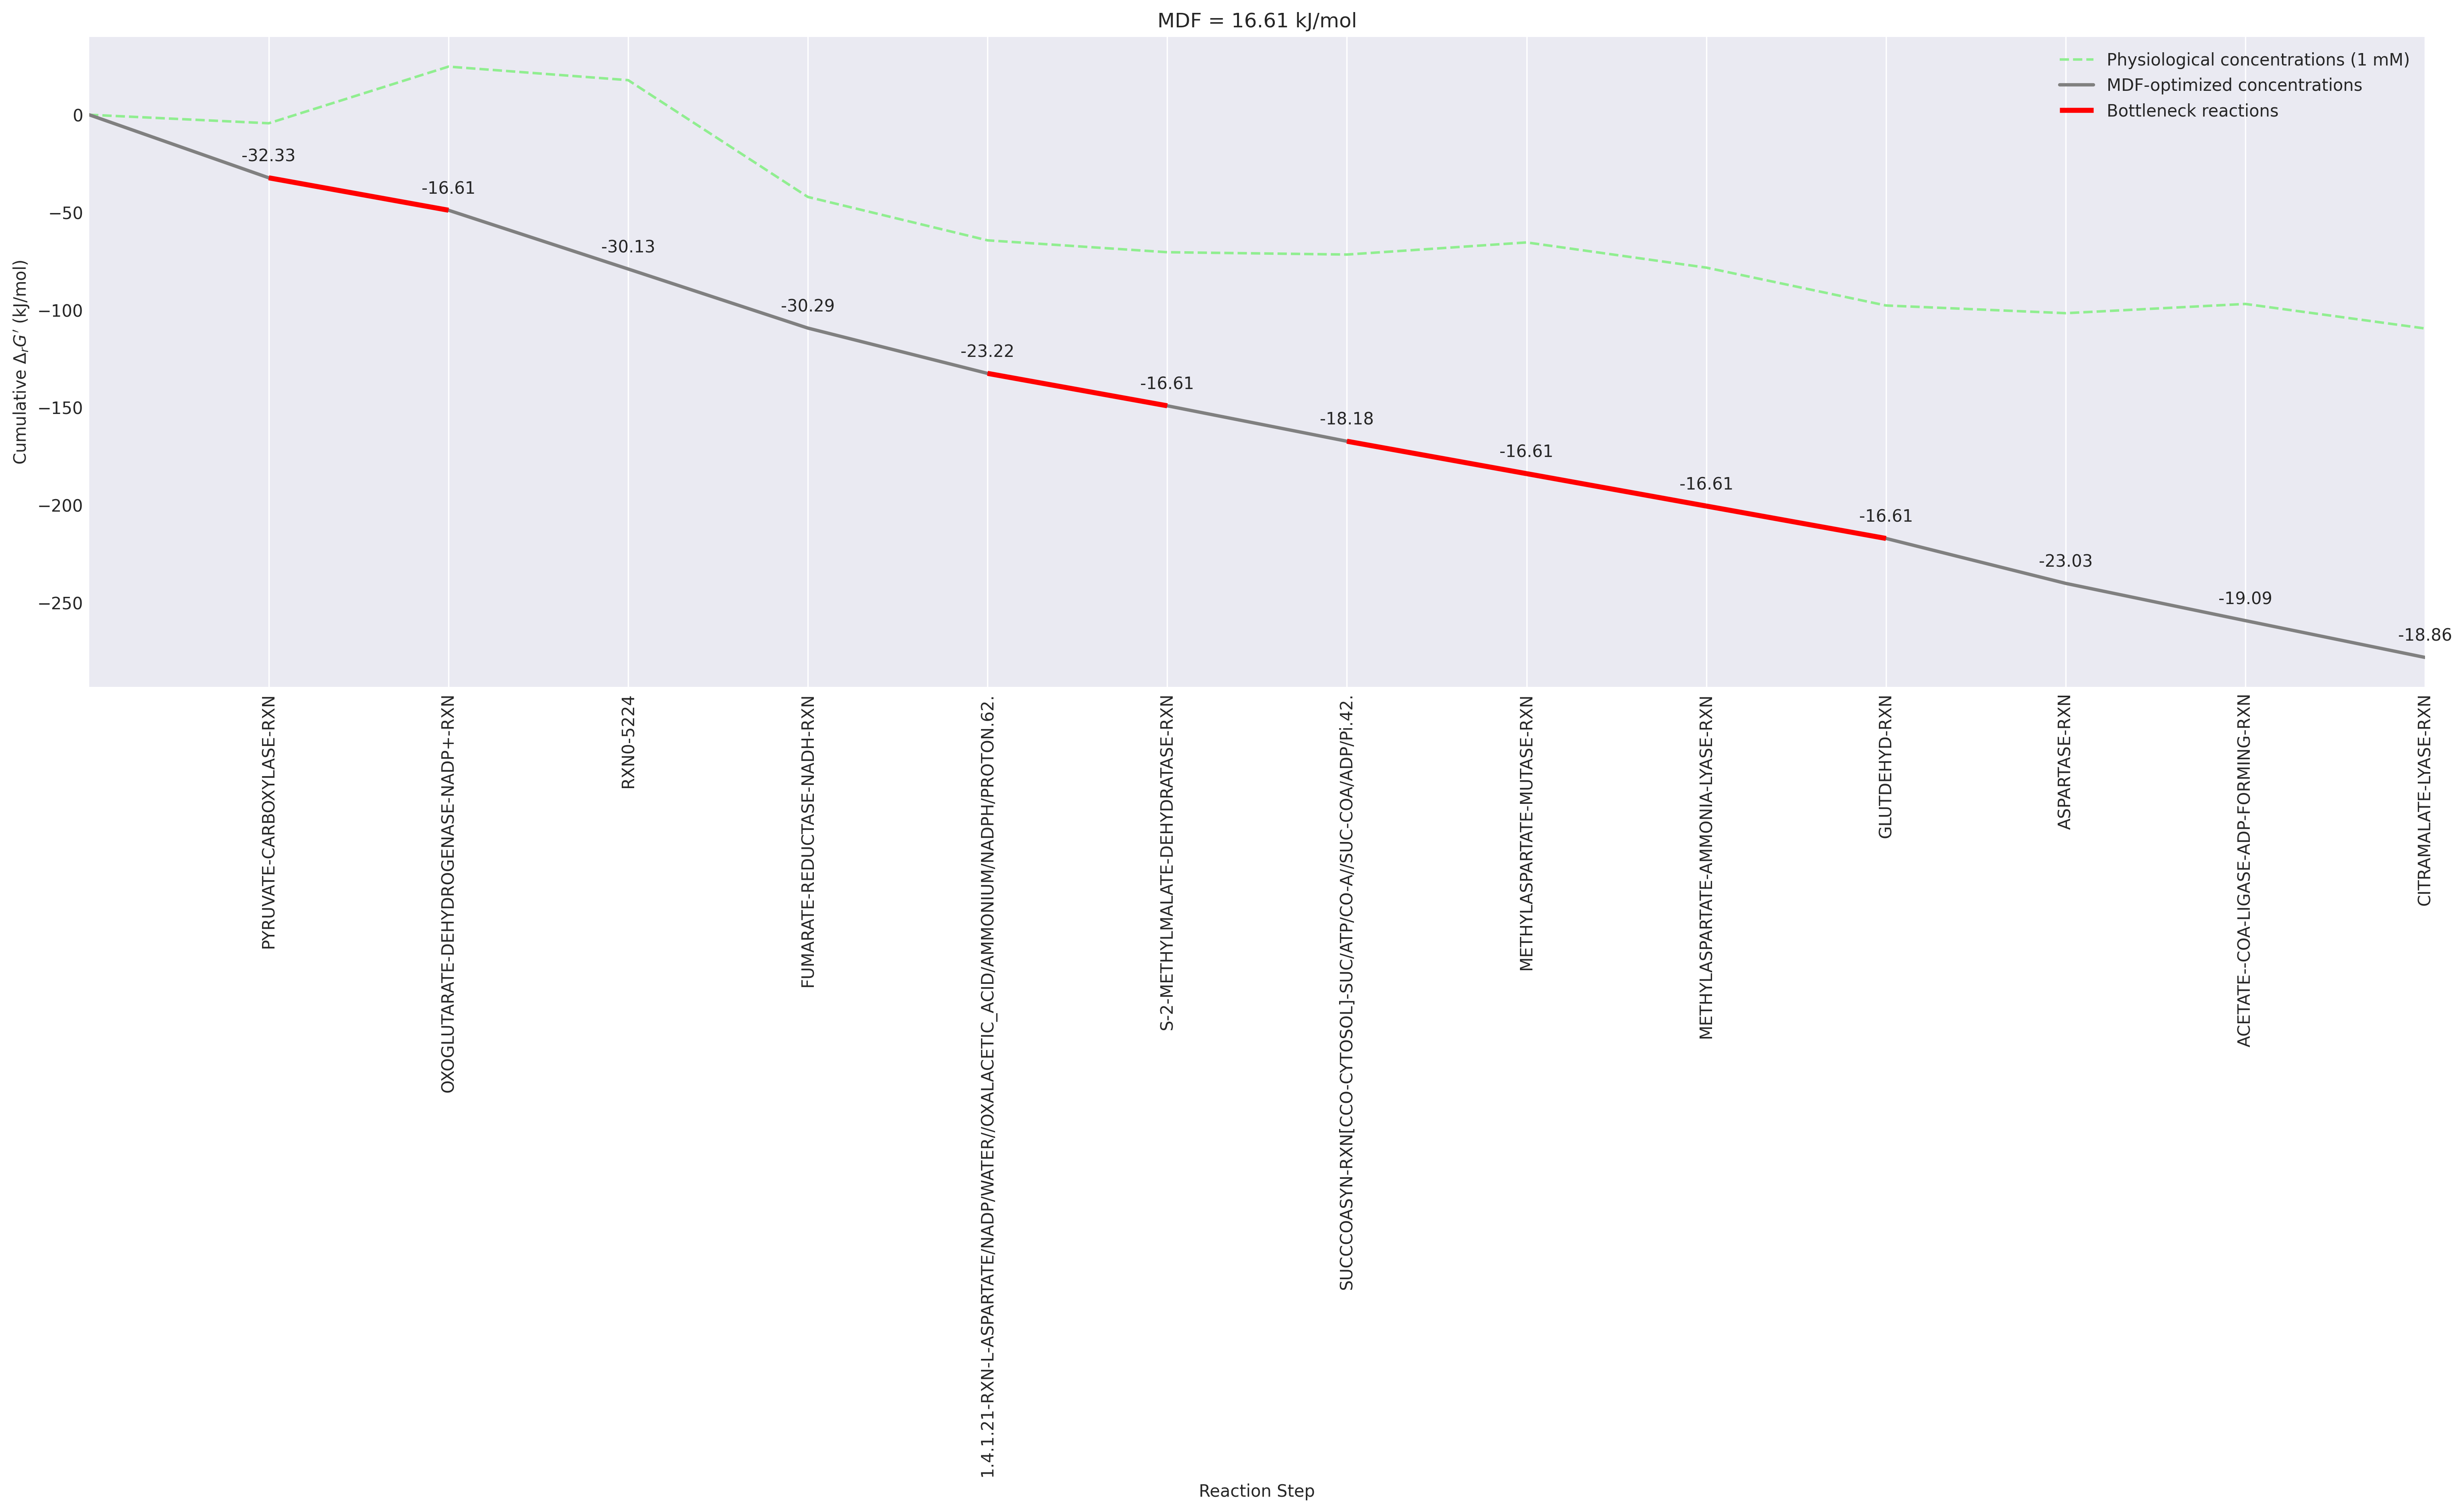 MDF = 16.61 kJ/mol
Physiological concentrations (1 mM)
MDF-optimized concentrations
Bottleneck reactions
Cumulative ΔrG′ (kJ/mol)
0
−50
−100
−150
−200
−250
-32.33
-16.61
-30.13
-30.29
-23.22
-16.61
-18.18
-16.61
-16.61
-16.61
-23.03
-19.09
-18.86
PYRUVATE-CARBOXYLASE-RXN
OXOGLUTARATE-DEHYDROGENASE-NADP+-RXN
RXN0-5224
FUMARATE-REDUCTASE-NADH-RXN
1.4.1.21-RXN-L-ASPARTATE/NADP/WATER//OXALACETIC_ACID/AMMONIUM/NADPH/PROTON.62.
S-2-METHYLMALATE-DEHYDRATASE-RXN
SUCCCOASYN-RXN[CCO-CYTOSOL]-SUC/ATP/CO-A//SUC-COA/ADP/Pi.42.
METHYLASPARTATE-MUTASE-RXN
METHYLASPARTATE-AMMONIA-LYASE-RXN
GLUTDEHYD-RXN
ASPARTASE-RXN
ACETATE--COA-LIGASE-ADP-FORMING-RXN
CITRAMALATE-LYASE-RXN
Reaction Step